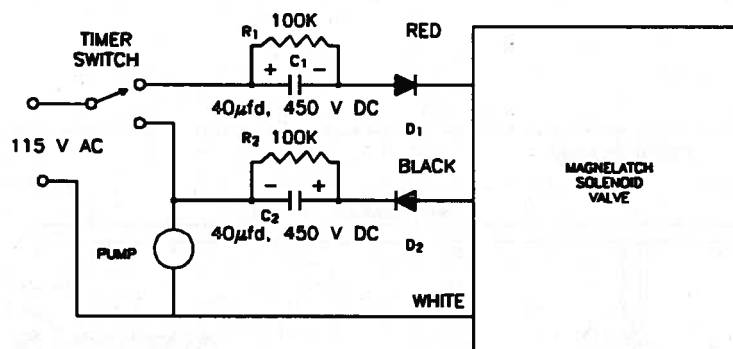 TIMER
SWITCH
R1 100K
+ C1 -
40µfd, 450 V DC
RED
D1
115 V AC
R2 100K
- +
C2
40µfd, 450 V DC
BLACK
D2
PUMP
WHITE
MAGNELATCH
SOLENOID
VALVE